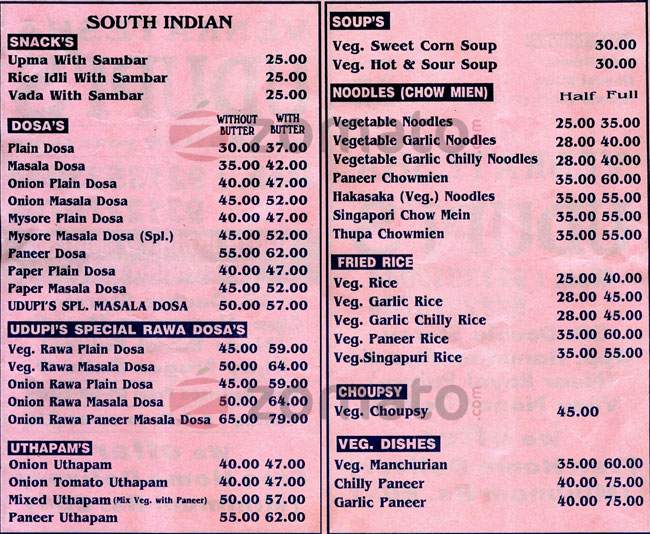 SOUTH INDIAN
SNACK'S
Upma With Sambar 25.00
Rice Idli With Sambar 25.00
Vada With Sambar 25.00
DOSA'S WITHOUT BUTTER WITH BUTTER
Plain Dosa 30.00 37.00
Masala Dosa 35.00 42.00
Onion Plain Dosa 40.00 47.00
Onion Masala Dosa 45.00 52.00
Mysore Plain Dosa 40.00 47.00
Mysore Masala Dosa (Spl.) 45.00 52.00
Paneer Dosa 55.00 62.00
Paper Plain Dosa 40.00 47.00
Paper Masala Dosa 45.00 52.00
UDUPI'S SPL. MASALA DOSA 50.00 57.00
UDUPI'S SPECIAL RAWA DOSA'S
Veg. Rawa Plain Dosa 45.00 59.00
Veg. Rawa Masala Dosa 50.00 64.00
Onion Rawa Plain Dosa 45.00 59.00
Onion Rawa Masala Dosa 50.00 64.00
Onion Rawa Paneer Masala Dosa 65.00 79.00
UTHAPAM'S
Onion Uthapam 40.00 47.00
Onion Tomato Uthapam 40.00 47.00
Mixed Uthapam (Mix Veg. with Paneer) 50.00 57.00
Paneer Uthapam 55.00 62.00
SOUP'S
Veg. Sweet Corn Soup 30.00
Veg. Hot & Sour Soup 30.00
NOODLES (CHOW MIEN) Half Full
Vegetable Noodles 25.00 35.00
Vegetable Garlic Noodles 28.00 40.00
Vegetable Garlic Chilly Noodles 28.00 40.00
Paneer Chowmien 35.00 60.00
Hakasaka (Veg.) Noodles 35.00 55.00
Singapori Chow Mein 35.00 55.00
Thupa Chowmien 35.00 55.00
FRIED RICE
Veg. Rice 25.00 40.00
Veg. Garlic Rice 28.00 45.00
Veg. Garlic Chilly Rice 28.00 45.00
Veg. Paneer Rice 35.00 60.00
Veg.Singapuri Rice 35.00 55.00
CHOUPSY
Veg. Choupsy 45.00
VEG. DISHES
Veg. Manchurian 35.00 60.00
Chilly Paneer 40.00 75.00
Garlic Paneer 40.00 75.00
zomato.com
zomato.com